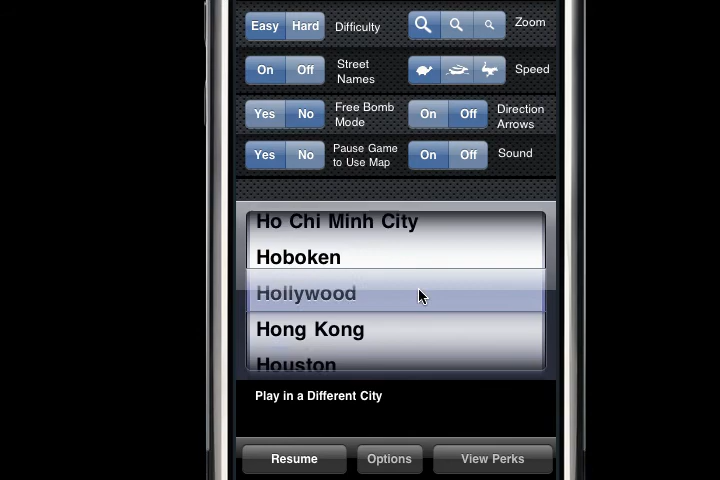 Easy Hard Difficulty Zoom
On Off Street Names Speed
Yes No Free Bomb Mode On Off Direction Arrows
Yes No Pause Game to Use Map On Off Sound
Ho Chi Minh City
Hoboken
Hollywood
Hong Kong
Houston
Play in a Different City
Resume Options View Perks